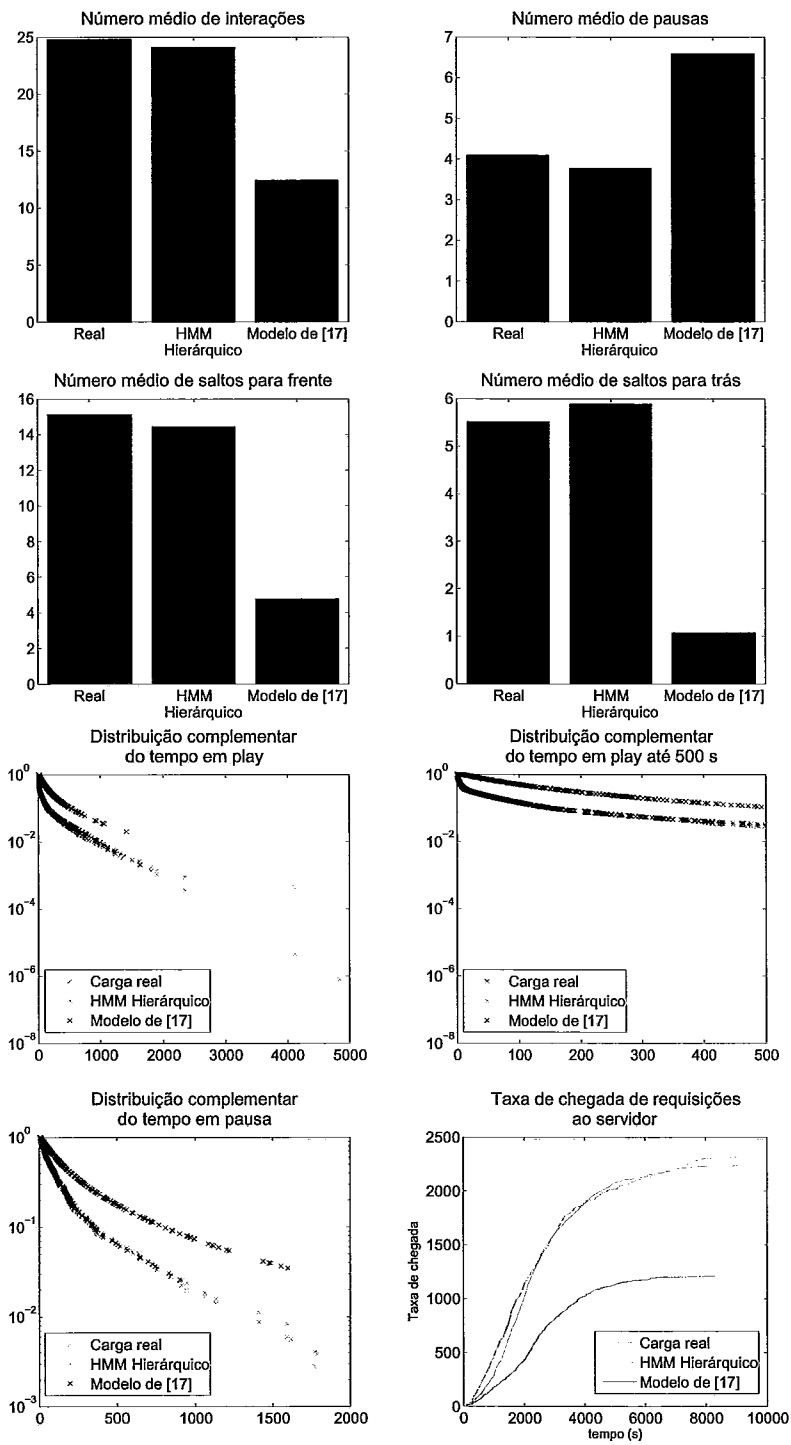 Número médio de interações
25
20
15
10
5
0
Real
HMM
Hierárquico
Modelo de [17]
Número médio de pausas
7
6
5
4
3
2
1
0
Real
HMM
Hierárquico
Modelo de [17]
Número médio de saltos para frente
16
14
12
10
8
6
4
2
0
Real
HMM
Hierárquico
Modelo de [17]
Número médio de saltos para trás
6
5
4
3
2
1
0
Real
HMM
Hierárquico
Modelo de [17]
Distribuição complementar
do tempo em play
10^0
10^-2
10^-4
10^-6
10^-8
0 1000 2000 3000 4000 5000
Carga real
HMM Hierárquico
Modelo de [17]
Distribuição complementar
do tempo em play até 500 s
10^0
10^-2
10^-4
10^-6
10^-8
0 100 200 300 400 500
Carga real
HMM Hierárquico
Modelo de [17]
Distribuição complementar
do tempo em pausa
10^0
10^-1
10^-2
10^-3
0 500 1000 1500 2000
Carga real
HMM Hierárquico
Modelo de [17]
Taxa de chegada de requisições
ao servidor
Taxa de chegada
2500
2000
1500
1000
500
0
0 2000 4000 6000 8000 10000
tempo (s)
Carga real
HMM Hierárquico
Modelo de [17]